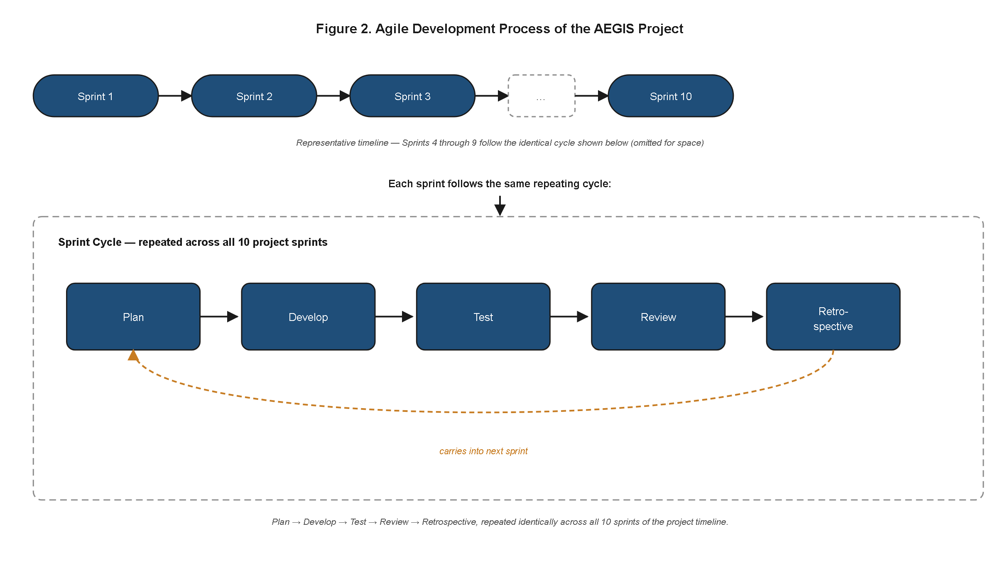 Figure 2. Agile Development Process of the AEGIS Project
Sprint 1
Sprint 2
Sprint 3
...
Sprint 10
Representative timeline — Sprints 4 through 9 follow the identical cycle shown below (omitted for space)
Each sprint follows the same repeating cycle:
Sprint Cycle — repeated across all 10 project sprints
Plan
Develop
Test
Review
Retro-
spective
carries into next sprint
Plan → Develop → Test → Review → Retrospective, repeated identically across all 10 sprints of the project timeline.